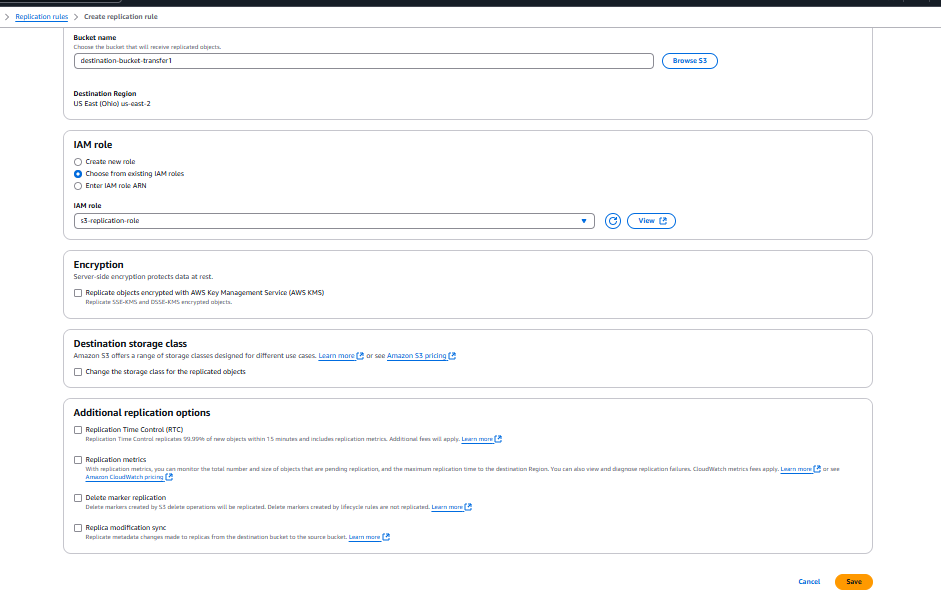 Replication rules > Create replication rule
Bucket name
Choose the bucket that will receive replicated objects.
destination-bucket-transfer1
Browse S3
Destination Region
US East (Ohio) us-east-2
IAM role
Create new role
Choose from existing IAM roles
Enter IAM role ARN
IAM role
s3-replication-role
View
Encryption
Server-side encryption protects data at rest.
Replicate objects encrypted with AWS Key Management Service (AWS KMS)
Replicate SSE-KMS and DSSE-KMS encrypted objects.
Destination storage class
Amazon S3 offers a range of storage classes designed for different use cases. Learn more or see Amazon S3 pricing
Change the storage class for the replicated objects
Additional replication options
Replication Time Control (RTC)
Replication Time Control replicates 99.99% of new objects within 15 minutes and includes replication metrics. Additional fees will apply. Learn more
Replication metrics
With replication metrics, you can monitor the total number and size of objects that are pending replication, and the maximum replication time to the destination Region. You can also view and diagnose replication failures. CloudWatch metrics fees apply. Learn more or see
Amazon CloudWatch pricing
Delete marker replication
Delete markers created by S3 delete operations will be replicated. Delete markers created by lifecycle rules are not replicated. Learn more
Replica modification sync
Replicate metadata changes made to replicas from the destination bucket to the source bucket. Learn more
Cancel
Save